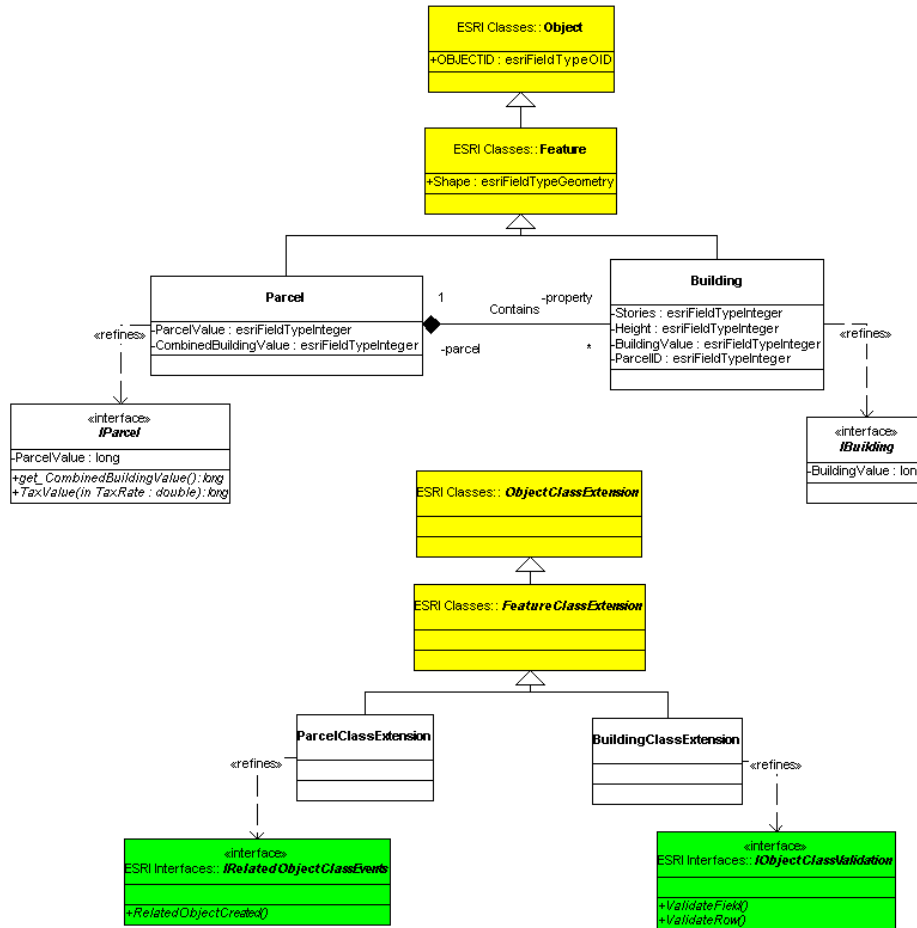 ESRI Classes:: Object
+OBJECTID : esriFieldTypeOID
ESRI Classes:: Feature
+Shape : esriFieldTypeGeometry
Parcel
-ParcelValue : esriFieldTypeInteger
-CombinedBuildingValue : esriFieldTypeInteger
1
Contains
-property
-parcel
*
Building
-Stories : esriFieldTypeInteger
-Height : esriFieldTypeInteger
-BuildingValue : esriFieldTypeInteger
-ParcelID : esriFieldTypeInteger
«refines»
«refines»
«interface»
IParcel
-ParcelValue : long
+get_CombinedBuildingValue():long
+TaxValue(in TaxRate : double):long
«interface»
IBuilding
-BuildingValue : long
ESRI Classes:: ObjectClassExtension
ESRI Classes:: FeatureClassExtension
ParcelClassExtension
BuildingClassExtension
«refines»
«refines»
«interface»
ESRI Interfaces:: IRelatedObjectClassEvents
+RelatedObjectCreated()
«interface»
ESRI Interfaces:: IObjectClassValidation
+ValidateField()
+ValidateRow()